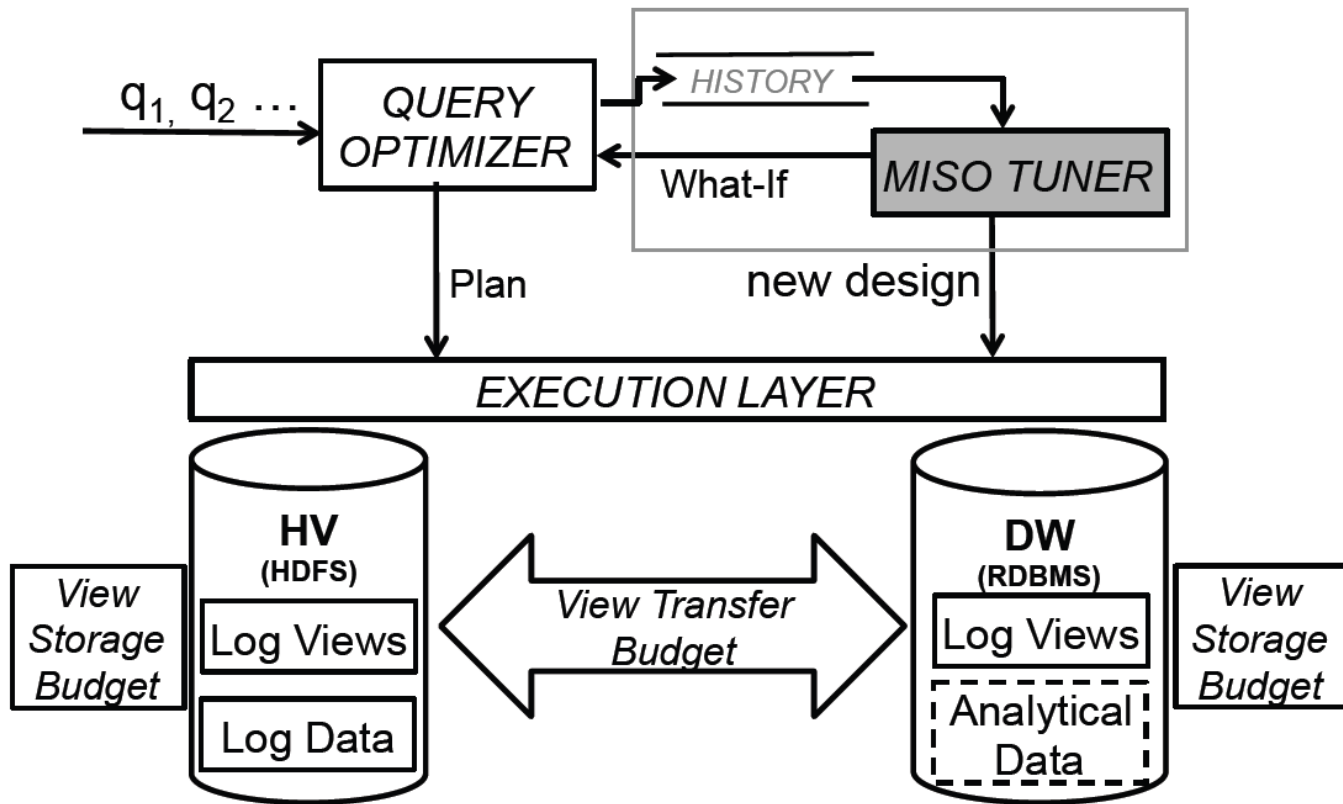 q1, q2 ...
QUERY
OPTIMIZER
HISTORY
What-If
MISO TUNER
Plan
new design
EXECUTION LAYER
HV
(HDFS)
Log Views
Log Data
View
Storage
Budget
View Transfer
Budget
DW
(RDBMS)
Log Views
Analytical
Data
View
Storage
Budget